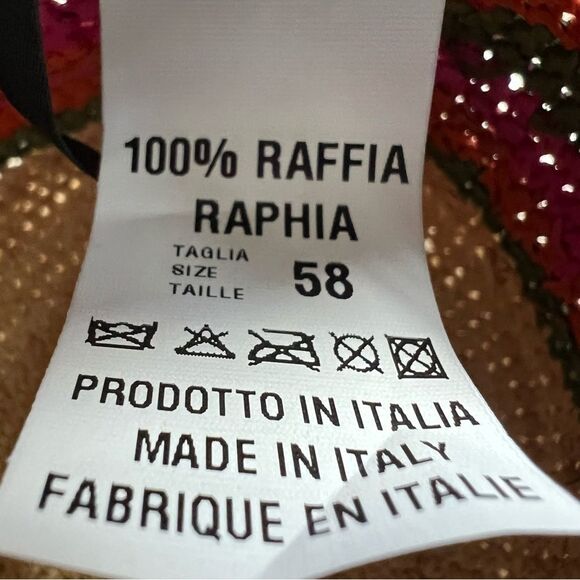 100% RAFFIA
RAPHIA
TAGLIA
SIZE
TAILLE
58
PRODOTTO IN ITALIA
MADE IN ITALY
FABRIQUE EN ITALIE